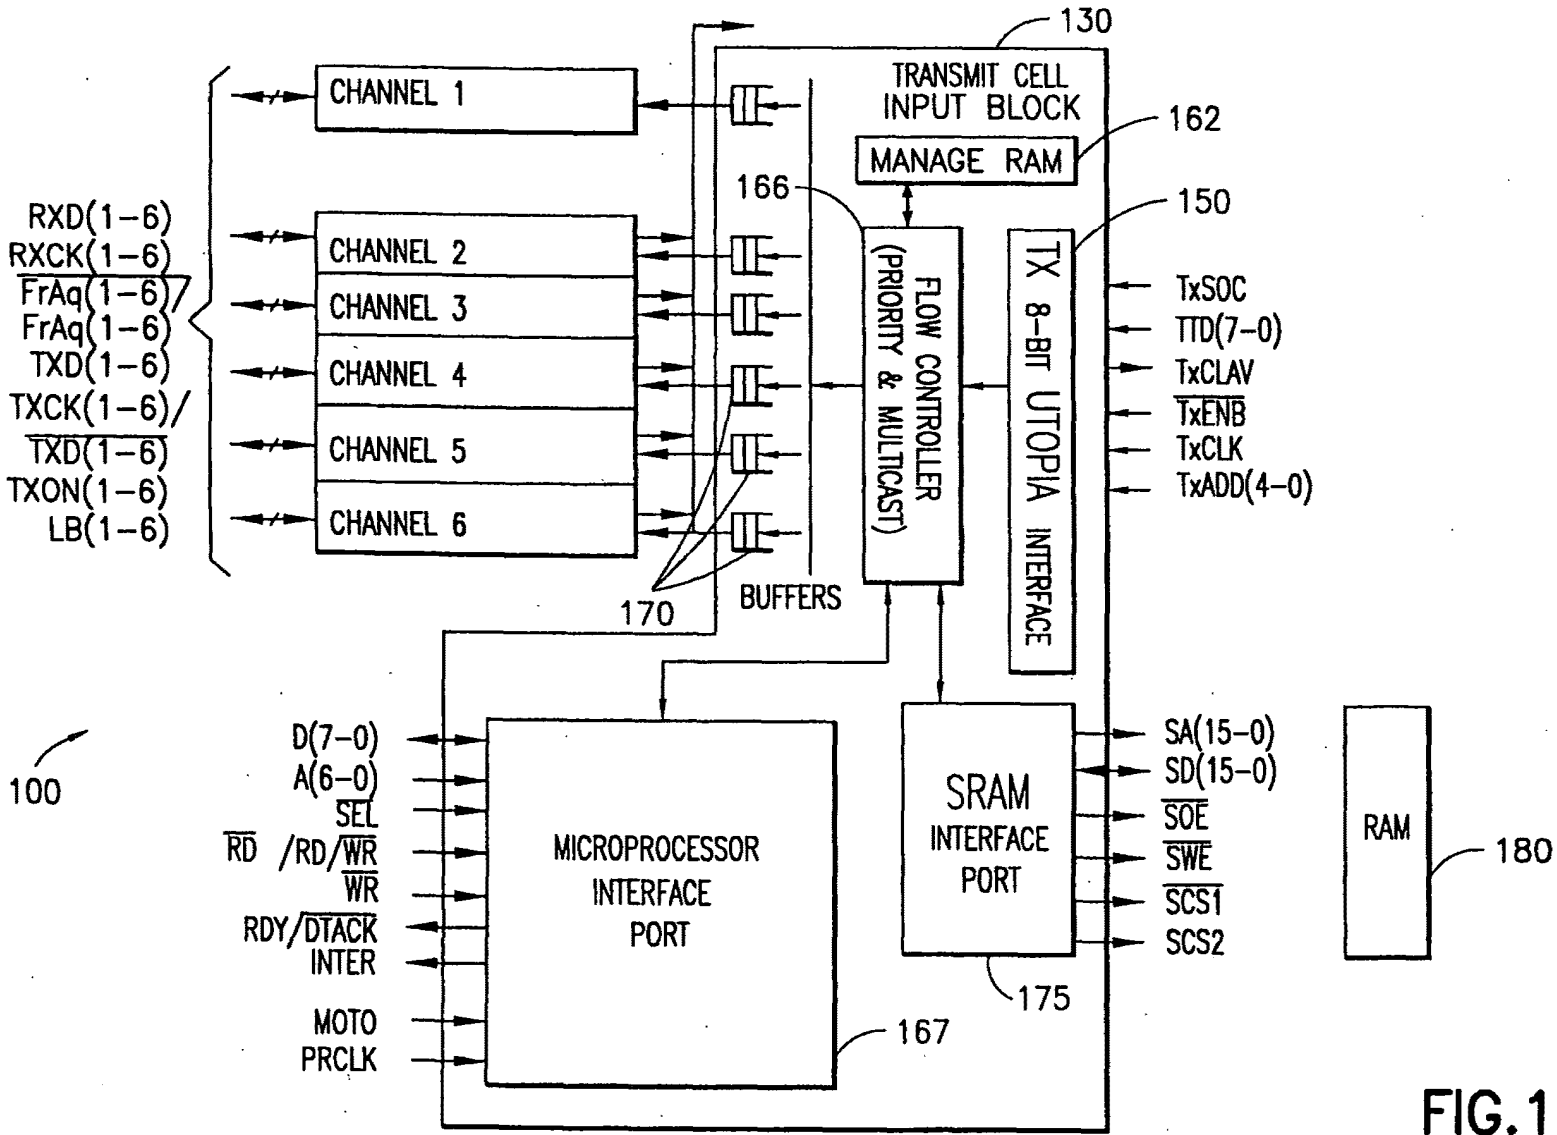 130
TRANSMIT CELL
INPUT BLOCK
CHANNEL 1
162
MANAGE RAM
166
150
RXD(1-6)
RXCK(1-6)
FrAq(1-6)/
FrAq(1-6)
TXD(1-6)
TXCK(1-6)/
TXD(1-6)
TXON(1-6)
LB(1-6)
CHANNEL 2
CHANNEL 3
CHANNEL 4
CHANNEL 5
CHANNEL 6
FLOW CONTROLLER
(PRIORITY & MULTICAST)
TX 8-BIT UTOPIA INTERFACE
TxSOC
TTD(7-0)
TxCLAV
TxENB
TxCLK
TxADD(4-0)
170
BUFFERS
100
D(7-0)
A(6-0)
SEL
RD /RD/WR
WR
RDY/DTACK
INTER
MOTO
PRCLK
MICROPROCESSOR
INTERFACE
PORT
167
SRAM
INTERFACE
PORT
175
SA(15-0)
SD(15-0)
SOE
SWE
SCS1
SCS2
RAM
180
FIG.1